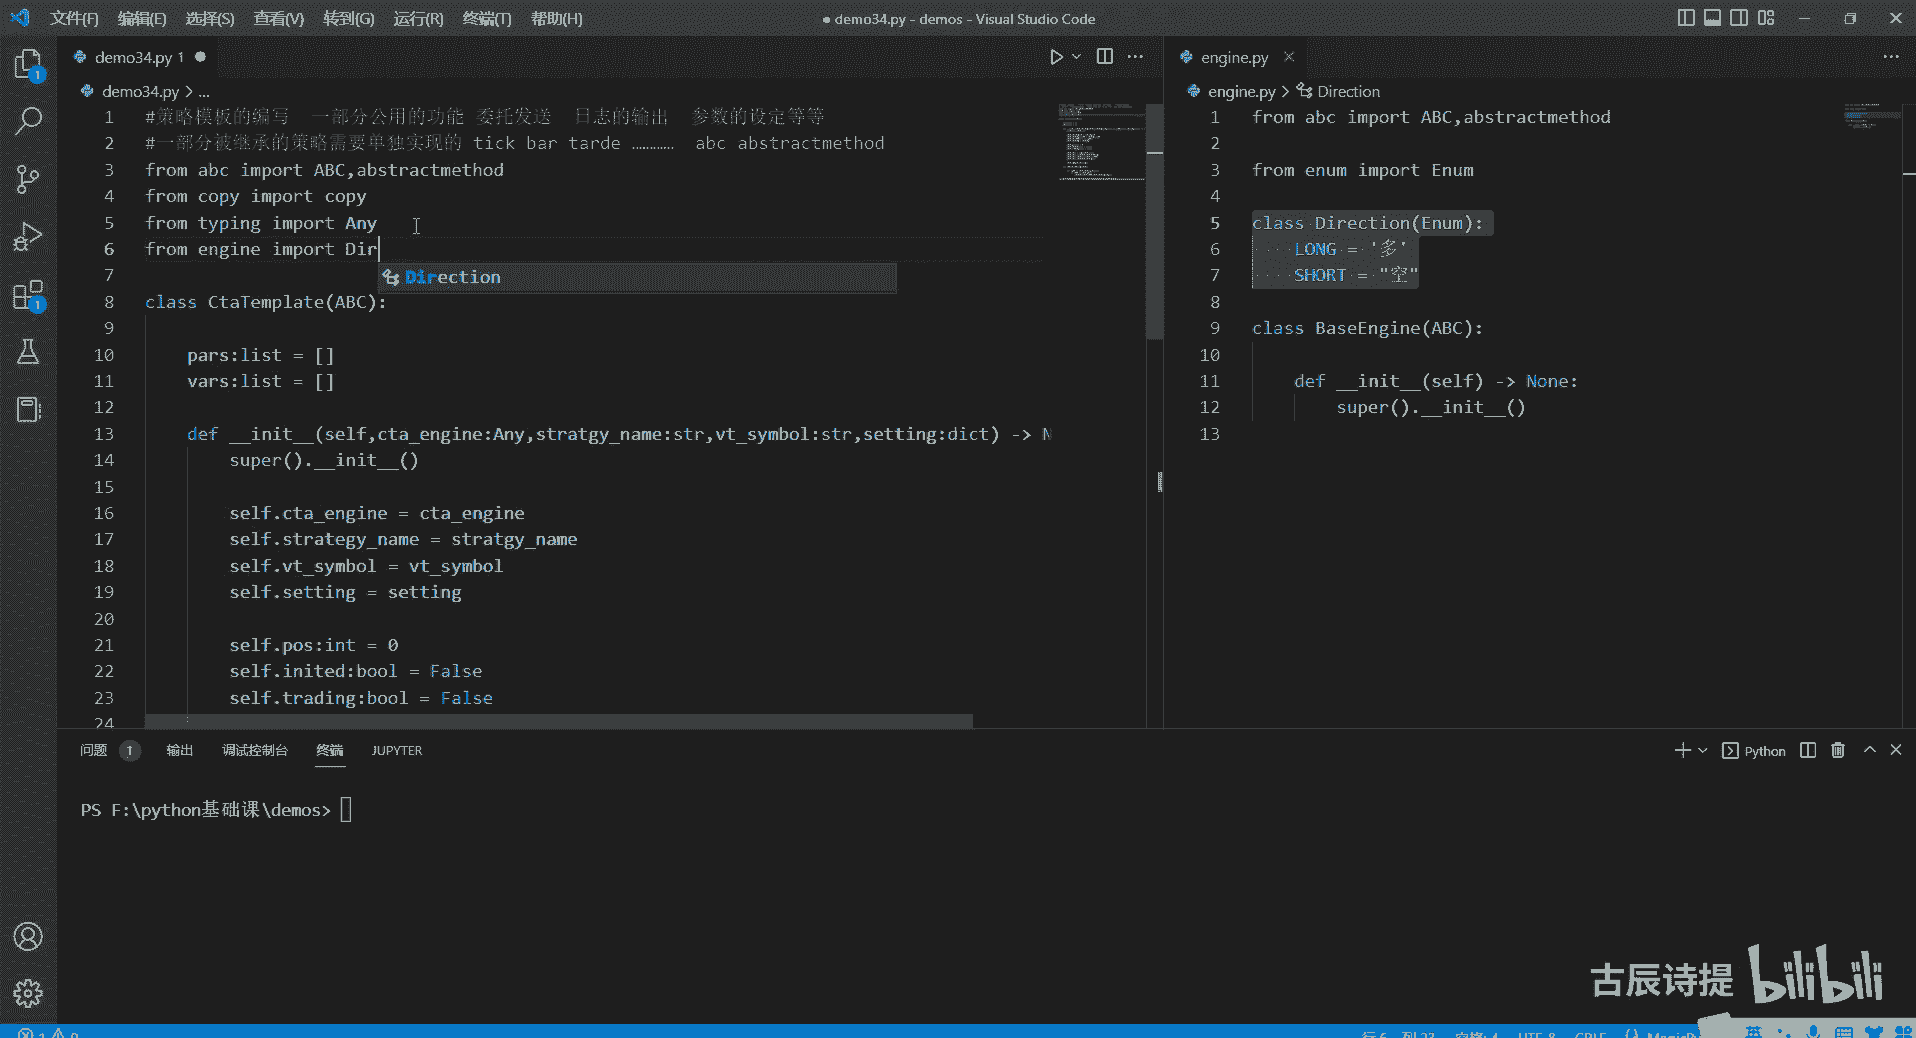 文件(F) 编辑(E) 选择(S) 查看(V) 转到(G) 运行(R) 终端(T) 帮助(H)
● demo34.py - demos - Visual Studio Code
demo34.py 1 ●
demo34.py > ...
1 #策略模板的编写 一部分公用的功能 委托发送 日志的输出 参数的设定等等
2 #一部分被继承的策略需要单独实现的 tick bar tarde ………… abc abstractmethod
3 from abc import ABC,abstractmethod
4 from copy import copy
5 from typing import Any
6 from engine import Dir
Direction
7
8 class CtaTemplate(ABC):
9
10 pars:list = []
11 vars:list = []
12
13 def __init__(self,cta_engine:Any,stratgy_name:str,vt_symbol:str,setting:dict) -> N
14 super().__init__()
15
16 self.cta_engine = cta_engine
17 self.strategy_name = stratgy_name
18 self.vt_symbol = vt_symbol
19 self.setting = setting
20
21 self.pos:int = 0
22 self.inited:bool = False
23 self.trading:bool = False
24
engine.py ×
engine.py > Direction
1 from abc import ABC,abstractmethod
2
3 from enum import Enum
4
5 class Direction(Enum):
6 LONG = '多'
7 SHORT = "空"
8
9 class BaseEngine(ABC):
10
11 def __init__(self) -> None:
12 super().__init__()
13
问题 1 输出 调试控制台 终端 JUPYTER
Python
PS F:\python基础课\demos>
古辰诗提 bilibili
行 6, 列 23 空格: 4 UTF-8 CRLF
英